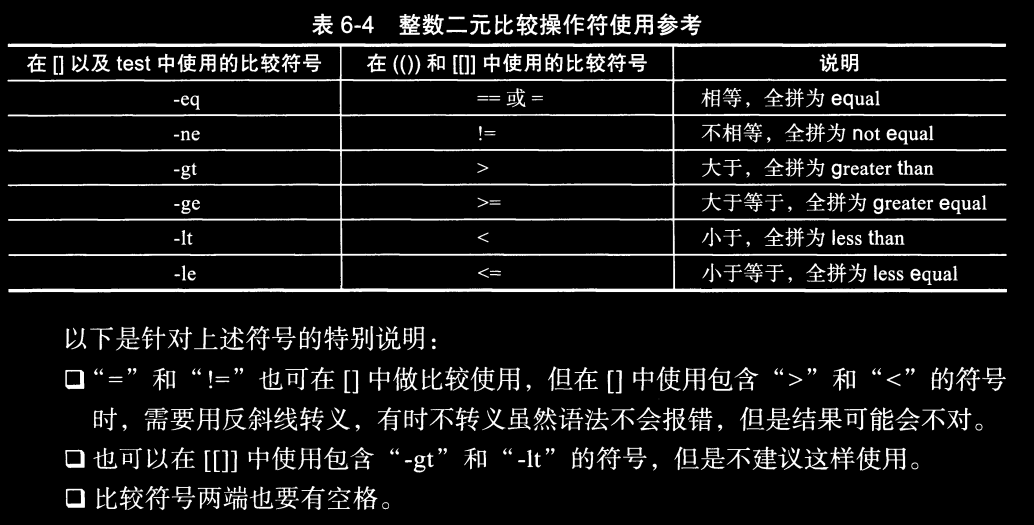 表 6-4 整数二元比较操作符使用参考
在 [] 以及 test 中使用的比较符号 在 (()) 和 [[]] 中使用的比较符号 说明
-eq == 或 = 相等，全拼为 equal
-ne != 不相等，全拼为 not equal
-gt > 大于，全拼为 greater than
-ge >= 大于等于，全拼为 greater equal
-lt < 小于，全拼为 less than
-le <= 小于等于，全拼为 less equal
以下是针对上述符号的特别说明：
❑ “=”和“!=”也可在 [] 中做比较使用，但在 [] 中使用包含“>”和“<”的符号
时，需要用反斜线转义，有时不转义虽然语法不会报错，但是结果可能会不对。
❑ 也可以在 [[]] 中使用包含“-gt”和“-lt”的符号，但是不建议这样使用。
❑ 比较符号两端也要有空格。